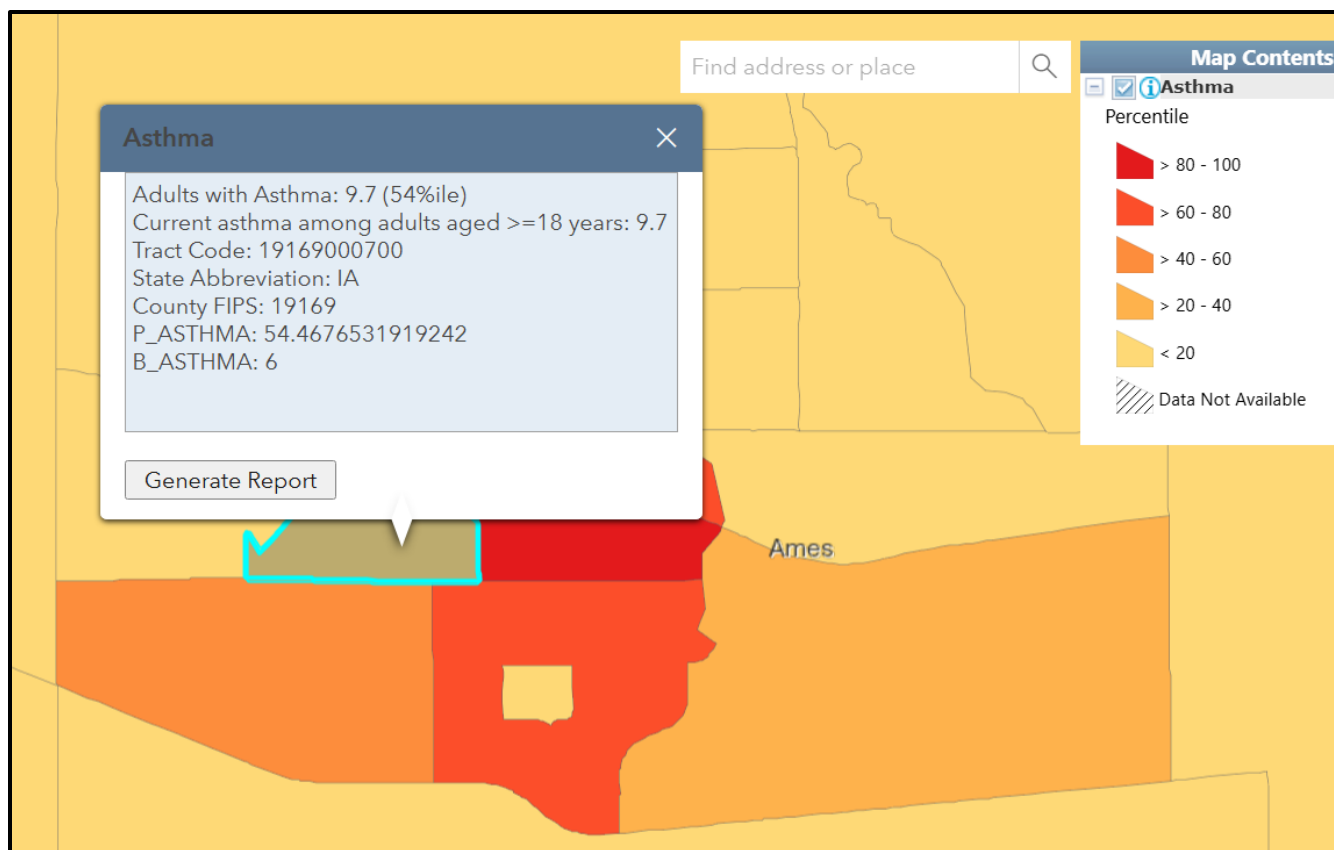 Find address or place
Map Contents
Asthma
Percentile
> 80 - 100
> 60 - 80
> 40 - 60
> 20 - 40
< 20
Data Not Available
Asthma
Adults with Asthma: 9.7 (54%ile)
Current asthma among adults aged >=18 years: 9.7
Tract Code: 19169000700
State Abbreviation: IA
County FIPS: 19169
P_ASTHMA: 54.4676531919242
B_ASTHMA: 6
Generate Report
Ames